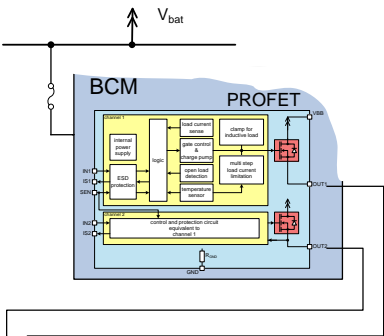 Vbat
BCM
PROFET
channel 1
VBB
internal
power
supply
logic
load current
sense
gate control
&
charge pump
open load
detection
temperature
sensor
clamp for
inductive load
multi step
load current
limitation
IN1
IS1
SEN
ESD
protection
OUT1
channel 2
IN2
IS2
control and protection circuit
equivalent to
channel 1
OUT2
RGND
GND